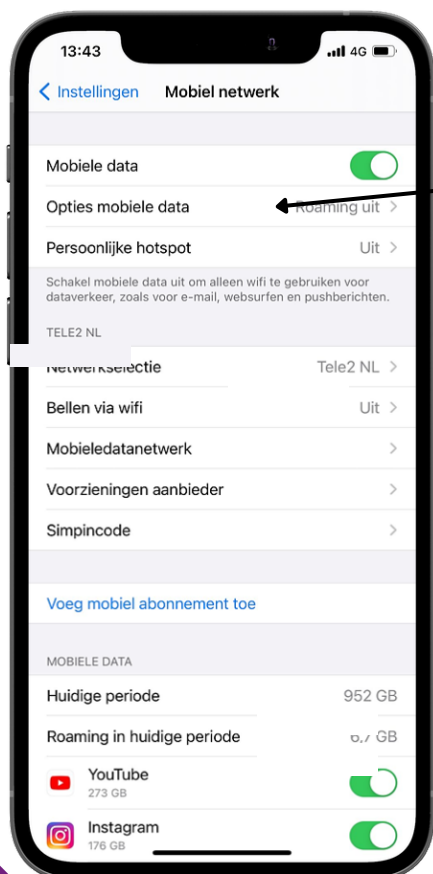 13:43
4G
Instellingen Mobiel netwerk
Mobiele data
Opties mobiele data Roaming uit
Persoonlijke hotspot Uit
Schakel mobiele data uit om alleen wifi te gebruiken voor
dataverkeer, zoals voor e-mail, websurfen en pushberichten.
TELE2 NL
Netwerkselectie Tele2 NL
Bellen via wifi Uit
Mobieledatanetwerk
Voorzieningen aanbieder
Simpincode
Voeg mobiel abonnement toe
MOBIELE DATA
Huidige periode 952 GB
Roaming in huidige periode 6,7 GB
YouTube
273 GB
Instagram
176 GB